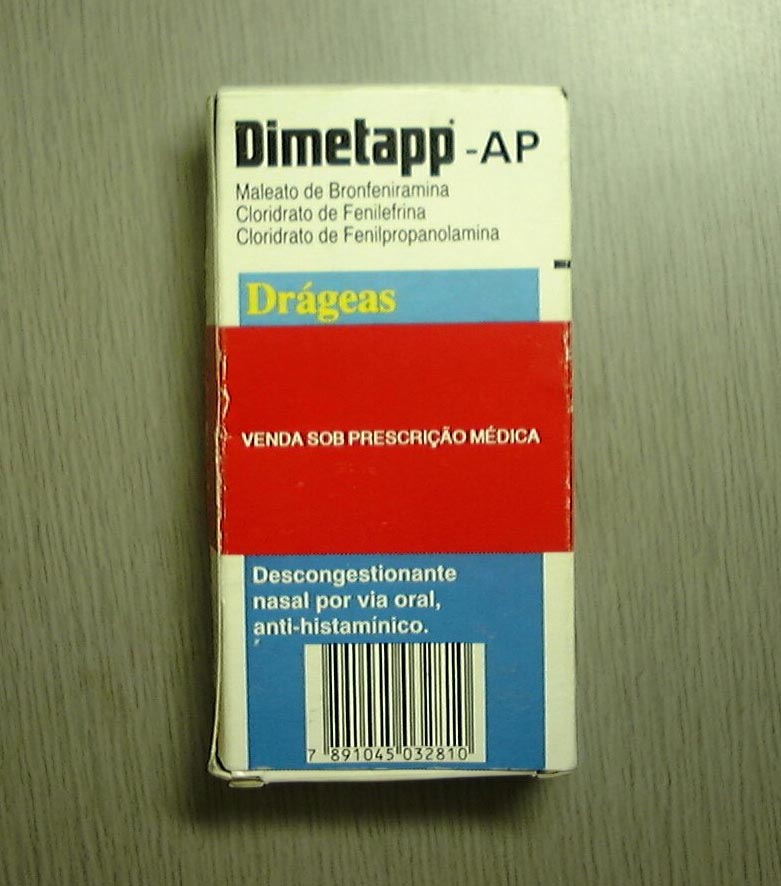 Dimetapp -AP
Maleato de Bronfeniramina
Cloridrato de Fenilefrina
Cloridrato de Fenilpropanolamina
Drágeas
VENDA SOB PRESCRIÇÃO MÉDICA
Descongestionante
nasal por via oral,
anti-histamínico.
7 891045 032810